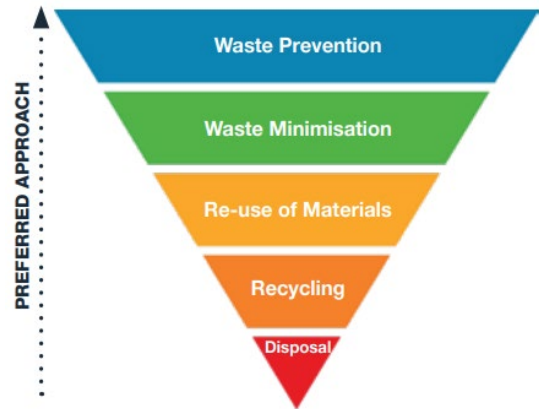 PREFERRED APPROACH
Waste Prevention
Waste Minimisation
Re-use of Materials
Recycling
Disposal